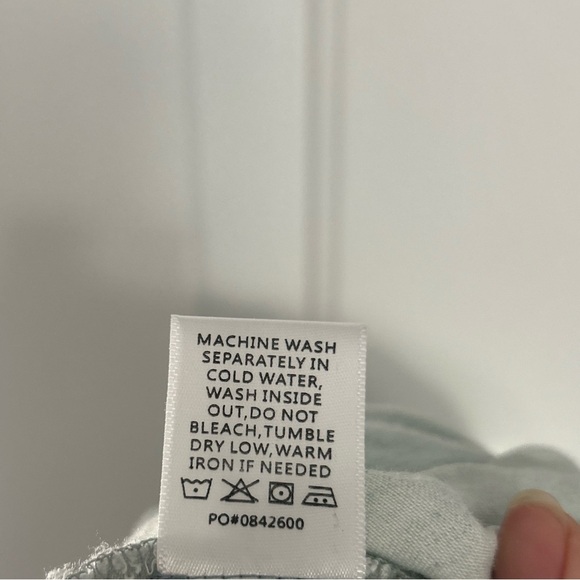 MACHINE WASH
SEPARATELY IN
COLD WATER,
WASH INSIDE
OUT,DO NOT
BLEACH,TUMBLE
DRY LOW,WARM
IRON IF NEEDED
PO#0842600